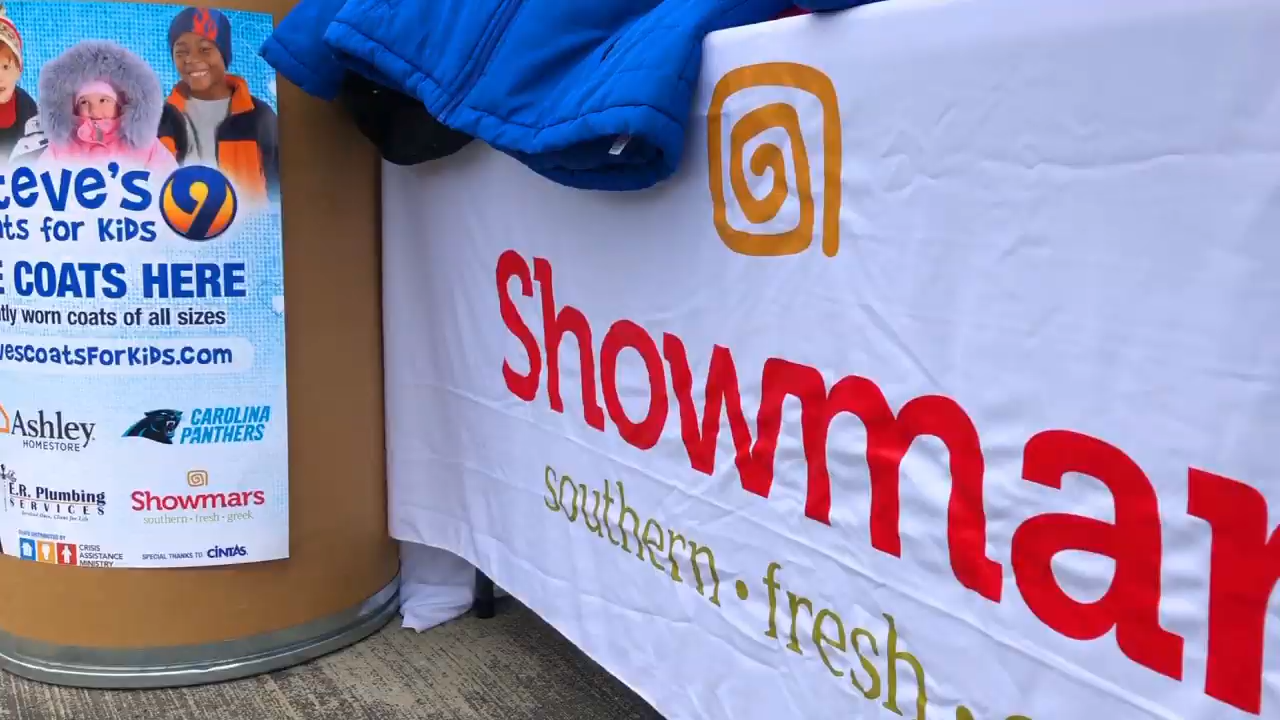 teve's 9
ts for Kids
COATS HERE
tly worn coats of all sizes
vescoatsforkids.com
Ashley
HOMESTORE
CAROLINA
PANTHERS
E.R. Plumbing
SERVICES
Showmars
southern • fresh • greek
CRISIS
ASSISTANCE
MINISTRY
SPECIAL THANKS TO CINTAS.
Showmar
southern • fresh •